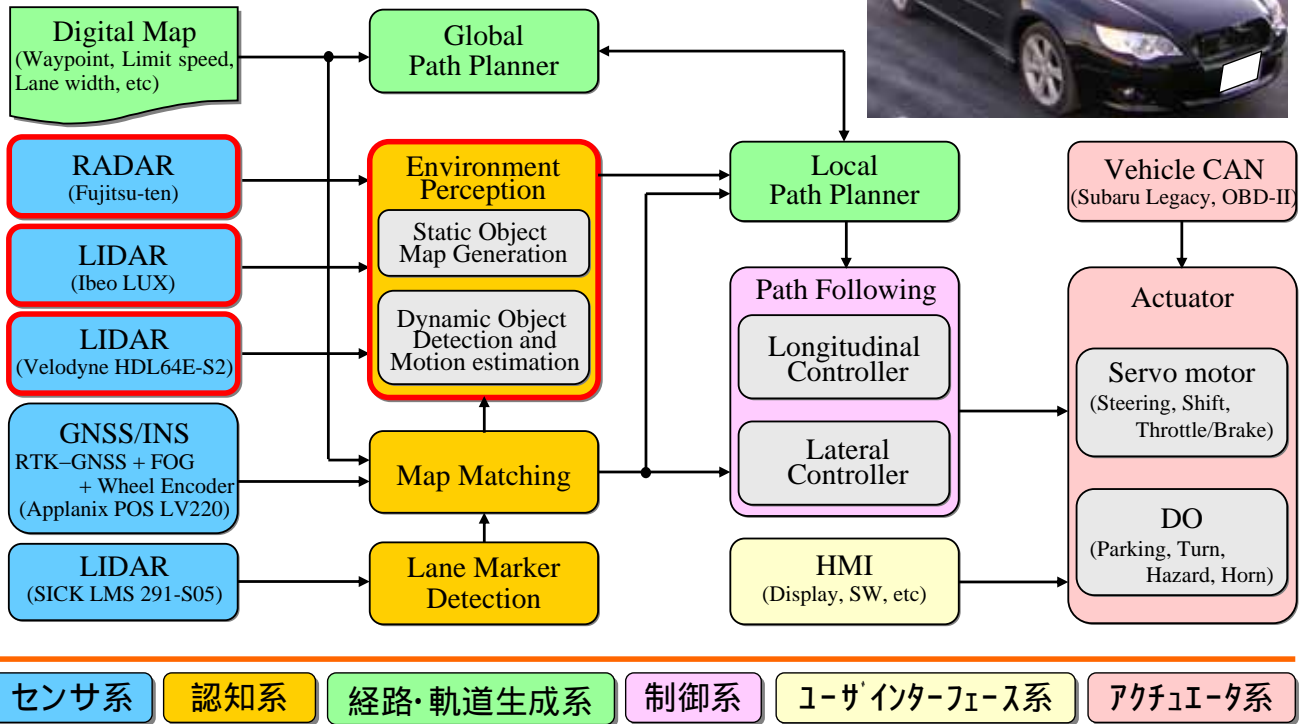 Digital Map
(Waypoint, Limit speed,
Lane width, etc)
Global
Path Planner
RADAR
(Fujitsu-ten)
LIDAR
(Ibeo LUX)
LIDAR
(Velodyne HDL64E-S2)
GNSS/INS
RTK–GNSS + FOG
+ Wheel Encoder
(Applanix POS LV220)
LIDAR
(SICK LMS 291-S05)
Environment
Perception
Static Object
Map Generation
Dynamic Object
Detection and
Motion estimation
Map Matching
Lane Marker
Detection
Local
Path Planner
Path Following
Longitudinal
Controller
Lateral
Controller
HMI
(Display, SW, etc)
Vehicle CAN
(Subaru Legacy, OBD-II)
Actuator
Servo motor
(Steering, Shift,
Throttle/Brake)
DO
(Parking, Turn,
Hazard, Horn)
センサ系
認知系
経路・軌道生成系
制御系
ﾕｰｻﾞｲﾝﾀｰﾌｪｰｽ系
ｱｸﾁｭｴｰﾀ系